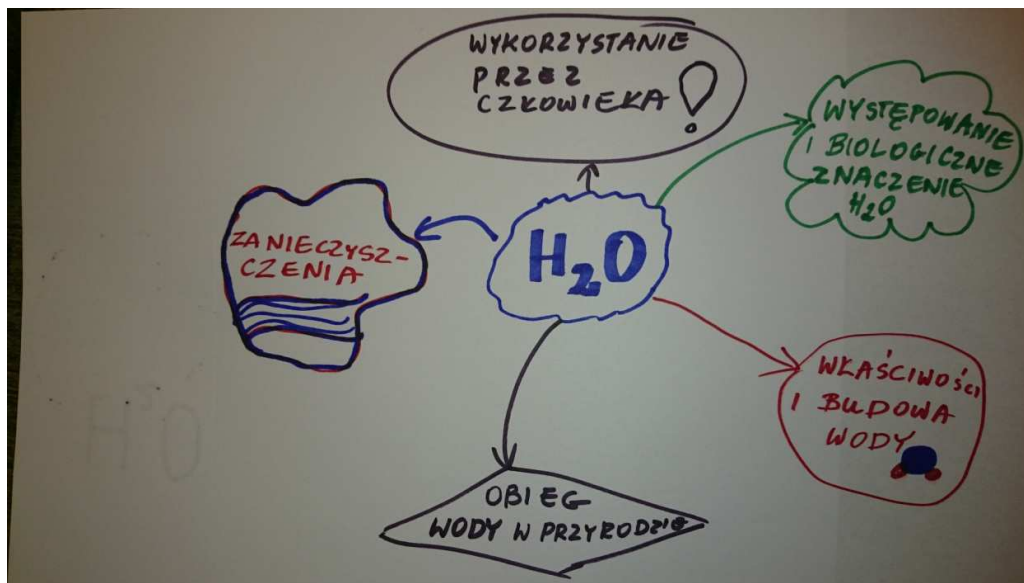 WYKORZYSTANIE
PRZEZ
CZŁOWIEKA !
WYSTĘPOWANIE
I BIOLOGICZNE
ZNACZENIE
H₂O
ZANIECZYSZ-
CZENIA
H₂O
WŁAŚCIWOŚCI
I BUDOWA
WODY
OBIEG
WODY W PRZYRODZIE